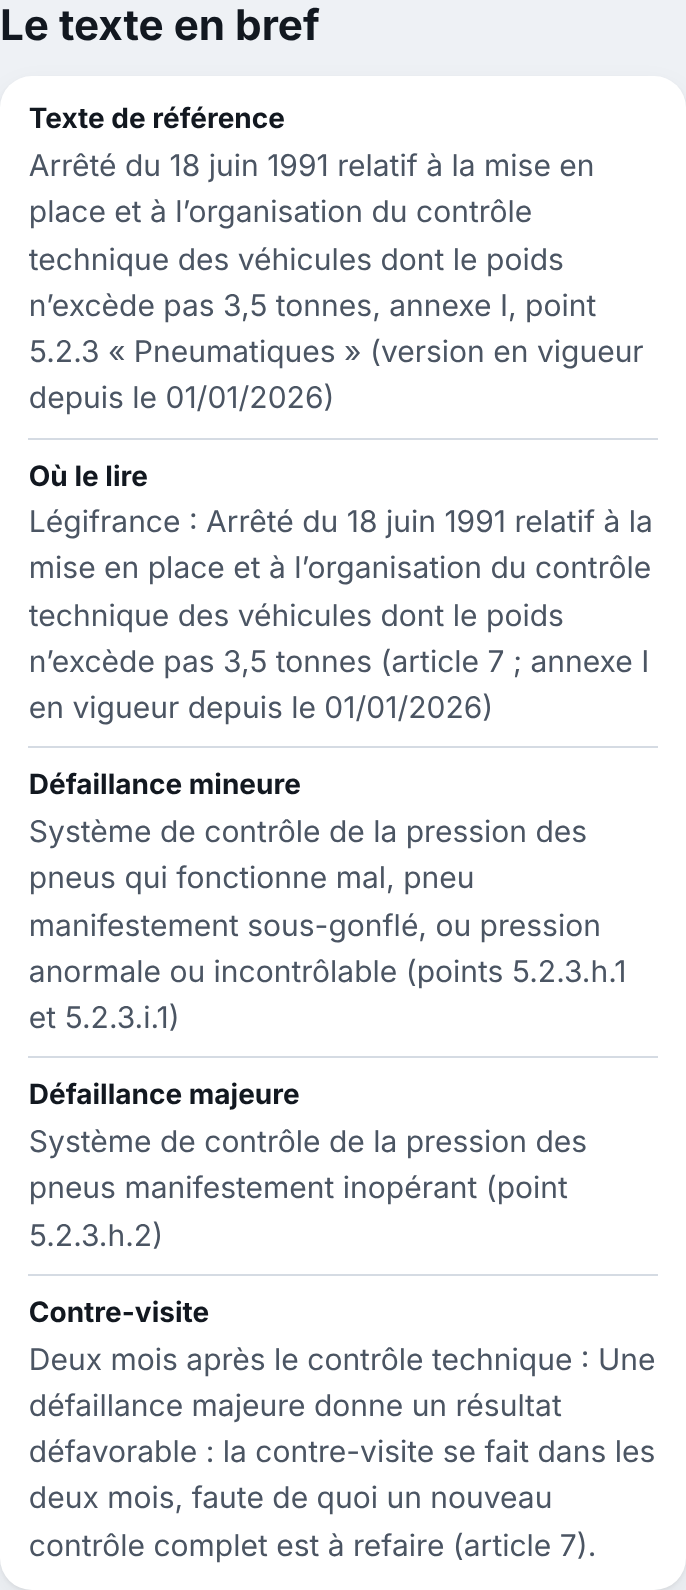 Le texte en bref
Texte de référence
Arrêté du 18 juin 1991 relatif à la mise en
place et à l’organisation du contrôle
technique des véhicules dont le poids
n’excède pas 3,5 tonnes, annexe I, point
5.2.3 « Pneumatiques » (version en vigueur
depuis le 01/01/2026)
Où le lire
Légifrance : Arrêté du 18 juin 1991 relatif à la
mise en place et à l’organisation du contrôle
technique des véhicules dont le poids
n’excède pas 3,5 tonnes (article 7 ; annexe I
en vigueur depuis le 01/01/2026)
Défaillance mineure
Système de contrôle de la pression des
pneus qui fonctionne mal, pneu
manifestement sous-gonflé, ou pression
anormale ou incontrôlable (points 5.2.3.h.1
et 5.2.3.i.1)
Défaillance majeure
Système de contrôle de la pression des
pneus manifestement inopérant (point
5.2.3.h.2)
Contre-visite
Deux mois après le contrôle technique : Une
défaillance majeure donne un résultat
défavorable : la contre-visite se fait dans les
deux mois, faute de quoi un nouveau
contrôle complet est à refaire (article 7).